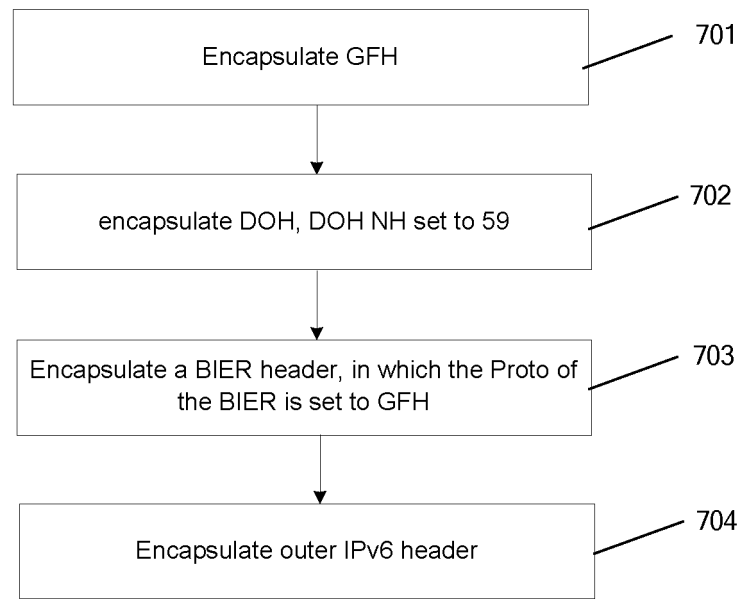 Encapsulate GFH
701
encapsulate DOH, DOH NH set to 59
702
Encapsulate a BIER header, in which the Proto of
the BIER is set to GFH
703
Encapsulate outer IPv6 header
704